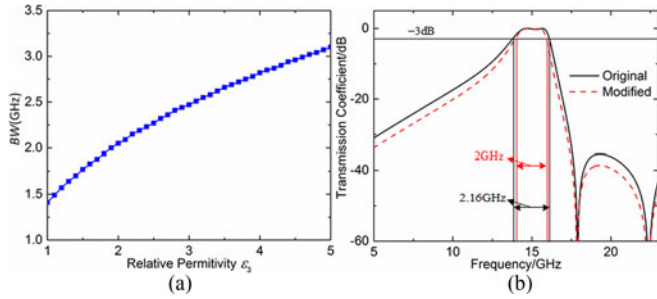 3.5
3.0
2.5
2.0
1.5
1.0
BW(GHz)
1 2 3 4 5
Relative Permitivity ε₃
(a)
0
-20
-40
-60
Transmission Coefficient/dB
−3dB
Original
Modified
2GHz
2.16GHz
5 10 15 20
Frequency/GHz
(b)